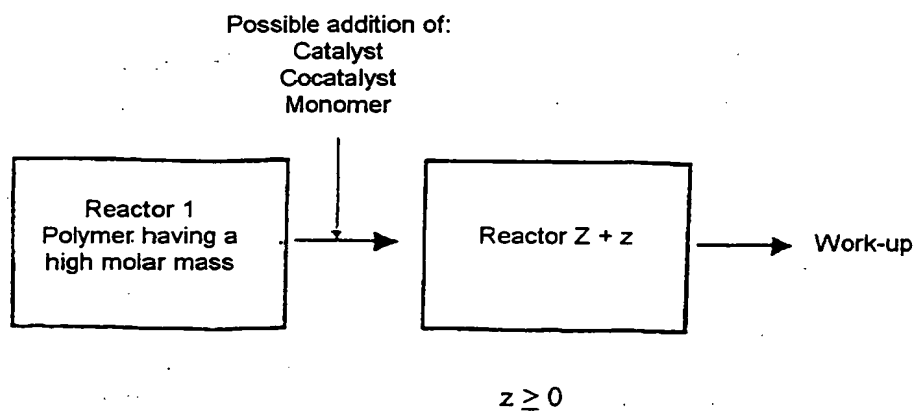 Possible addition of:
Catalyst
Cocatalyst
Monomer
Reactor 1
Polymer having a
high molar mass
Reactor Z + z
Work-up
z ≥ 0